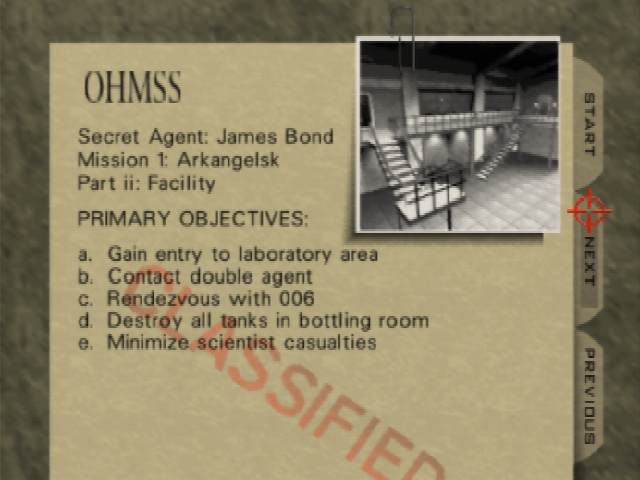 OHMSS
Secret Agent: James Bond
Mission 1: Arkangelsk
Part ii: Facility
PRIMARY OBJECTIVES:
a. Gain entry to laboratory area
b. Contact double agent
c. Rendezvous with 006
d. Destroy all tanks in bottling room
e. Minimize scientist casualties
CLASSIFIED
START
NEXT
PREVIOUS